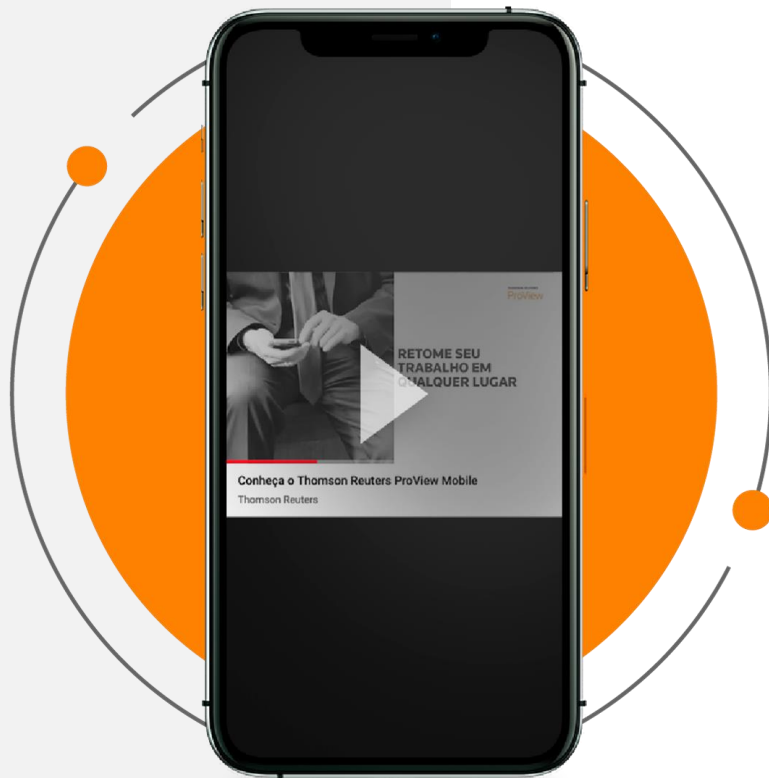 ProView
RETOME SEU
TRABALHO EM
QUALQUER LUGAR
Conheça o Thomson Reuters ProView Mobile
Thomson Reuters